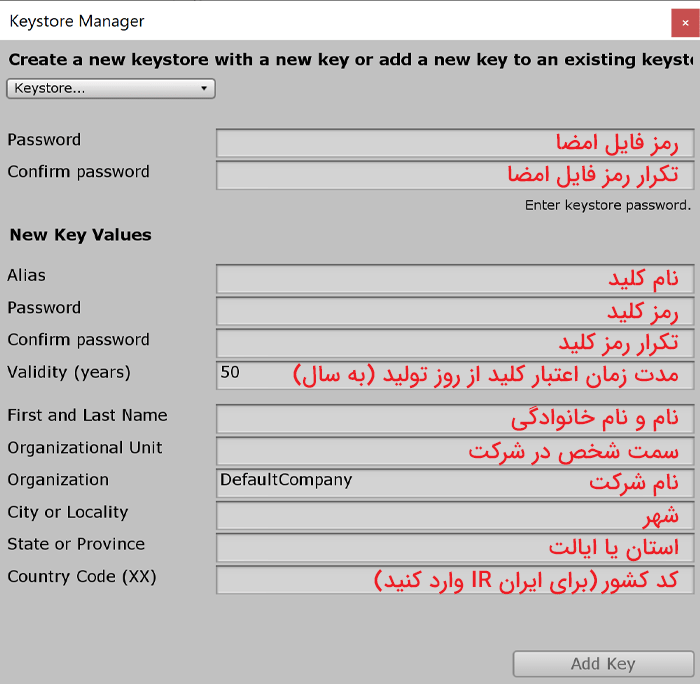 Keystore Manager
Create a new keystore with a new key or add a new key to an existing
Keystore...
Password رمز فایل امضا
Confirm password تکرار رمز فایل امضا
Enter keystore password.
New Key Values
Alias نام کلید
Password رمز کلید
Confirm password تکرار رمز کلید
Validity (years) 50 مدت زمان اعتبار کلید از روز تولید (به سال)
First and Last Name نام و نام خانوادگی
Organizational Unit سمت شخص در شرکت
Organization DefaultCompany نام شرکت
City or Locality شهر
State or Province استان یا ایالت
Country Code (XX) کد کشور (برای ایران IR وارد کنید)
Add Key